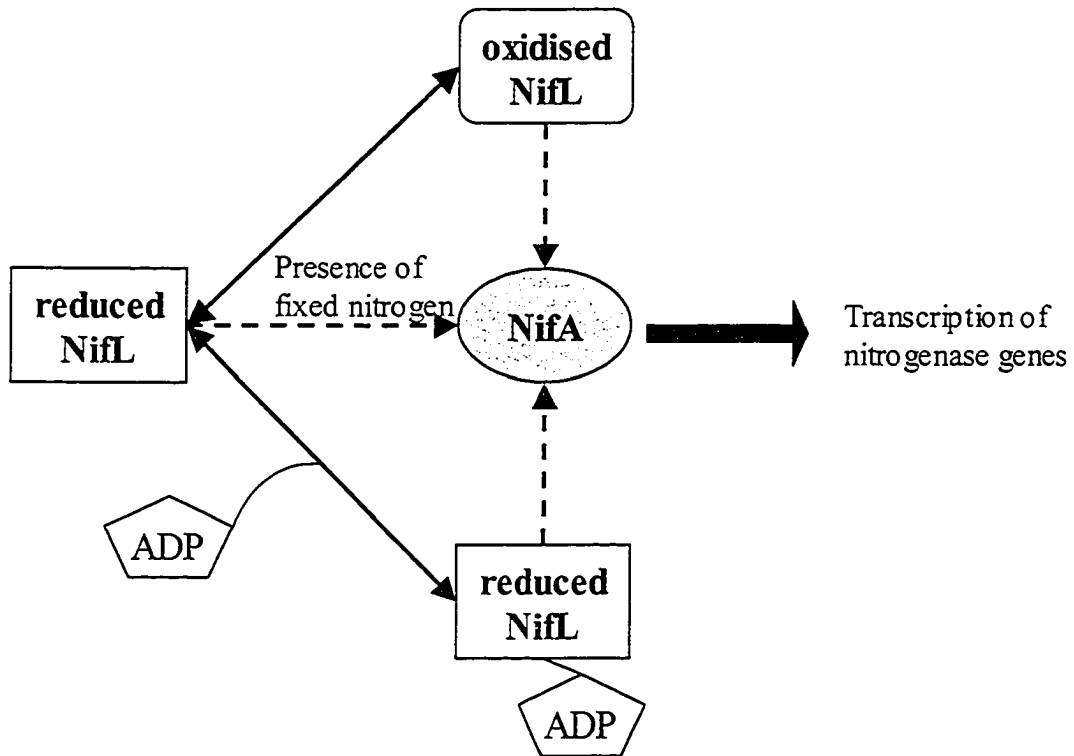 oxidised
NifL
Presence of
fixed nitrogen
reduced
NifL
NifA
Transcription of
nitrogenase genes
ADP
reduced
NifL
ADP